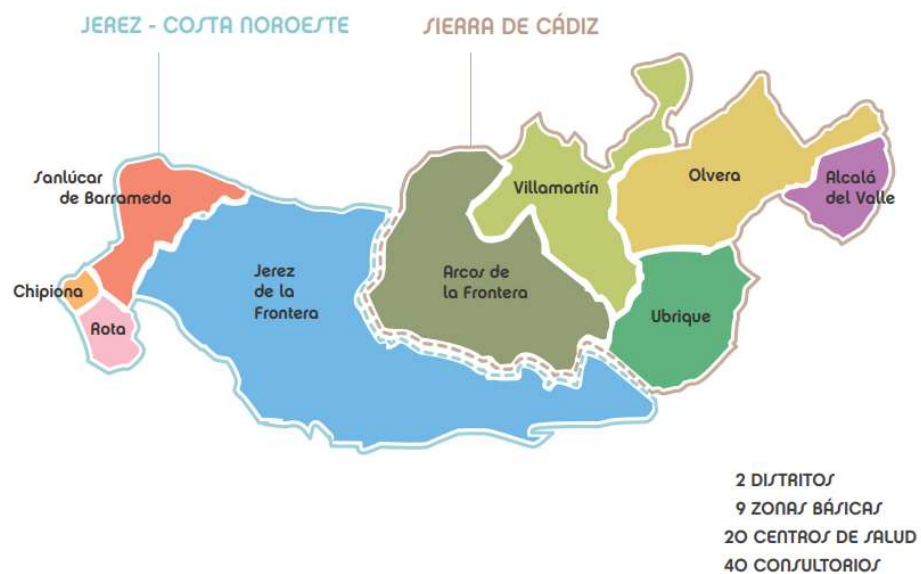 JEREZ - COSTA NOROESTE
SIERRA DE CÁDIZ
Sanlúcar
de Barrameda
Chipiona
Rota
Jerez
de la
Frontera
Arcos de
la Frontera
Villamartín
Olvera
Alcalá
del Valle
Ubrique
2 DISTRITOS
9 ZONAS BÁSICAS
20 CENTROS DE SALUD
40 CONSULTORIOS